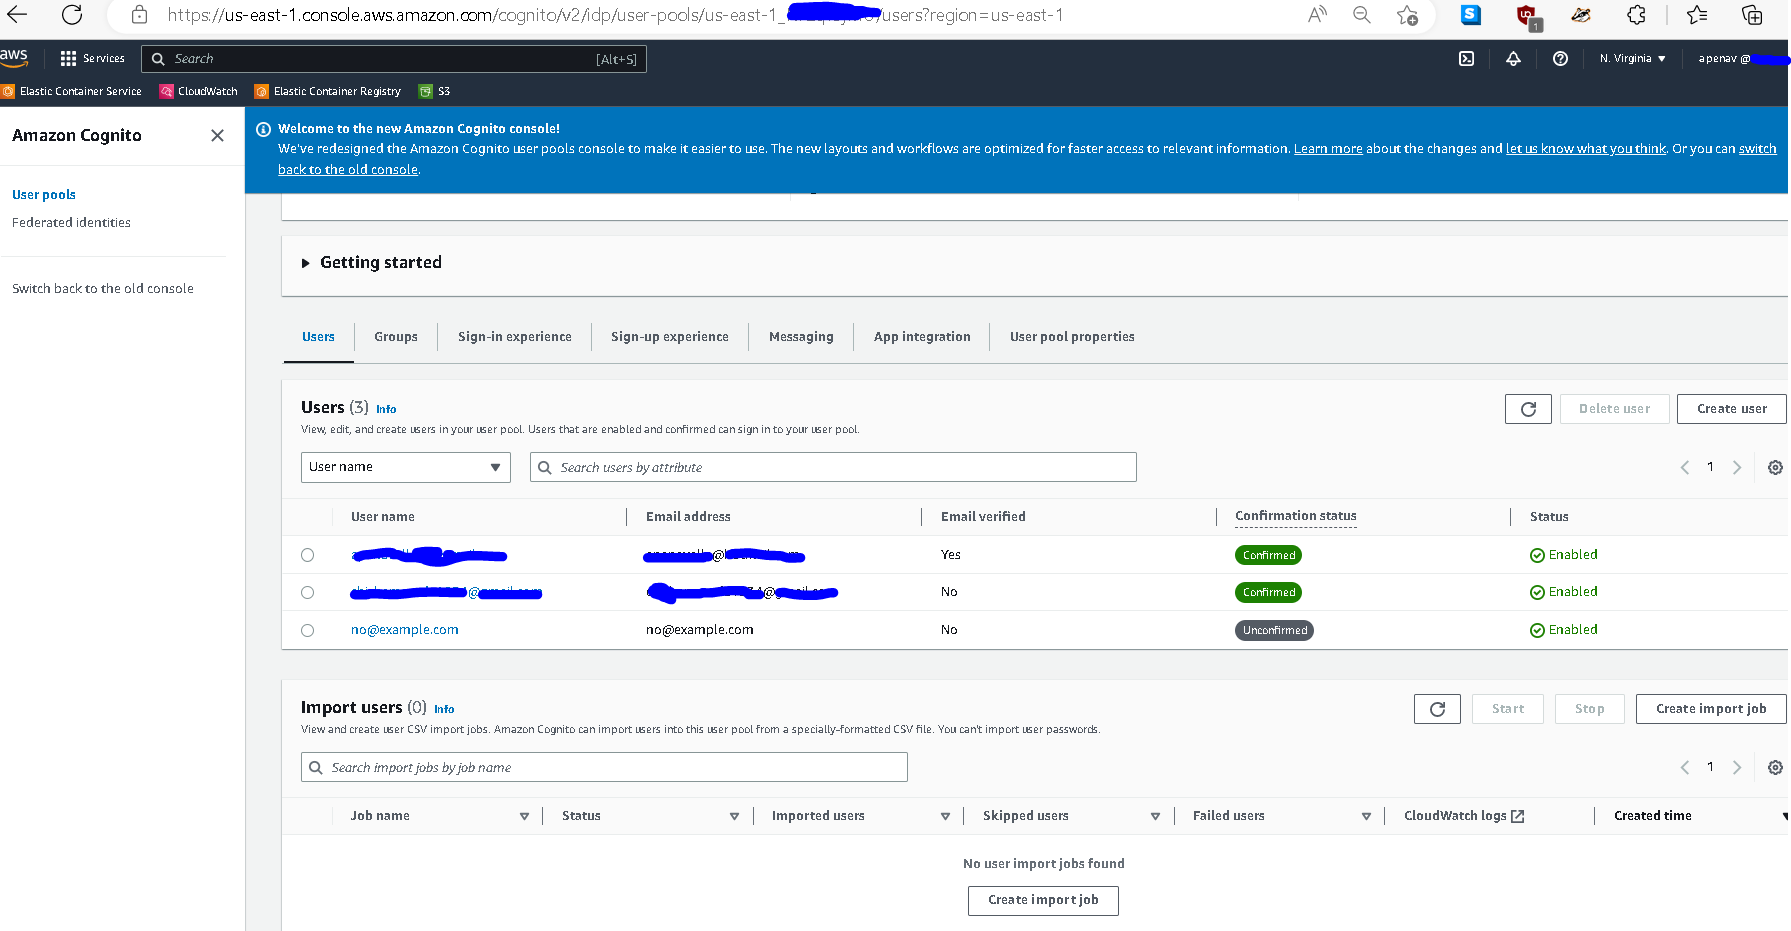 https://us-east-1.console.aws.amazon.com/cognito/v2/idp/user-pools/us-east-1_ /users?region=us-east-1
1
aws Services Search [Alt+S] N. Virginia apenav @
Elastic Container Service CloudWatch Elastic Container Registry S3
Amazon Cognito
User pools
Federated identities
Switch back to the old console
Welcome to the new Amazon Cognito console!
We've redesigned the Amazon Cognito user pools console to make it easier to use. The new layouts and workflows are optimized for faster access to relevant information. Learn more about the changes and let us know what you think. Or you can switch
back to the old console.
Getting started
Users Groups Sign-in experience Sign-up experience Messaging App integration User pool properties
Users (3) Info
View, edit, and create users in your user pool. Users that are enabled and confirmed can sign in to your user pool.
Delete user Create user
User name Search users by attribute 1
User name Email address Email verified Confirmation status Status
@ Yes Confirmed Enabled
@ @ No Confirmed Enabled
no@example.com no@example.com No Unconfirmed Enabled
Import users (0) Info
View and create user CSV import jobs. Amazon Cognito can import users into this user pool from a specially-formatted CSV file. You can't import user passwords.
Start Stop Create import job
Search import jobs by job name 1
Job name Status Imported users Skipped users Failed users CloudWatch logs Created time
No user import jobs found
Create import job